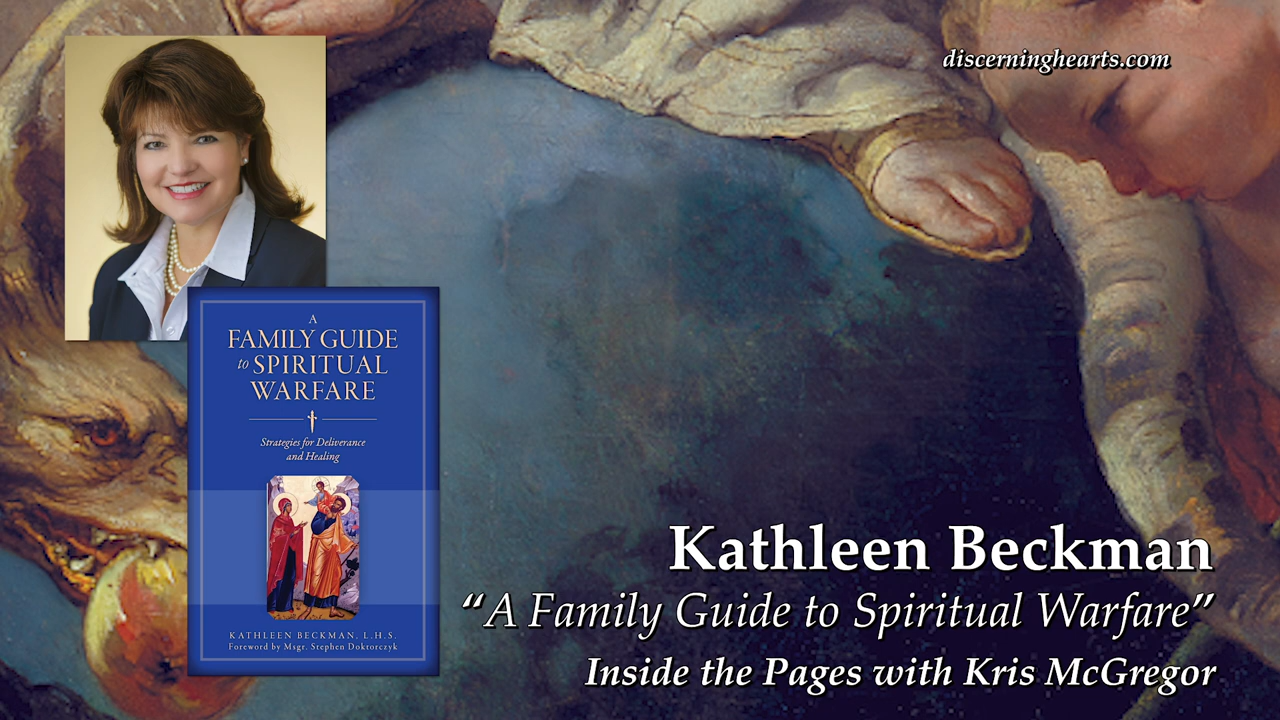 discerninghearts.com
A
FAMILY GUIDE
to SPIRITUAL
WARFARE
Strategies for Deliverance
and Healing
KATHLEEN BECKMAN, L.H.S.
Foreword by Msgr. Stephen Doktorczyk
Kathleen Beckman
“A Family Guide to Spiritual Warfare”
Inside the Pages with Kris McGregor